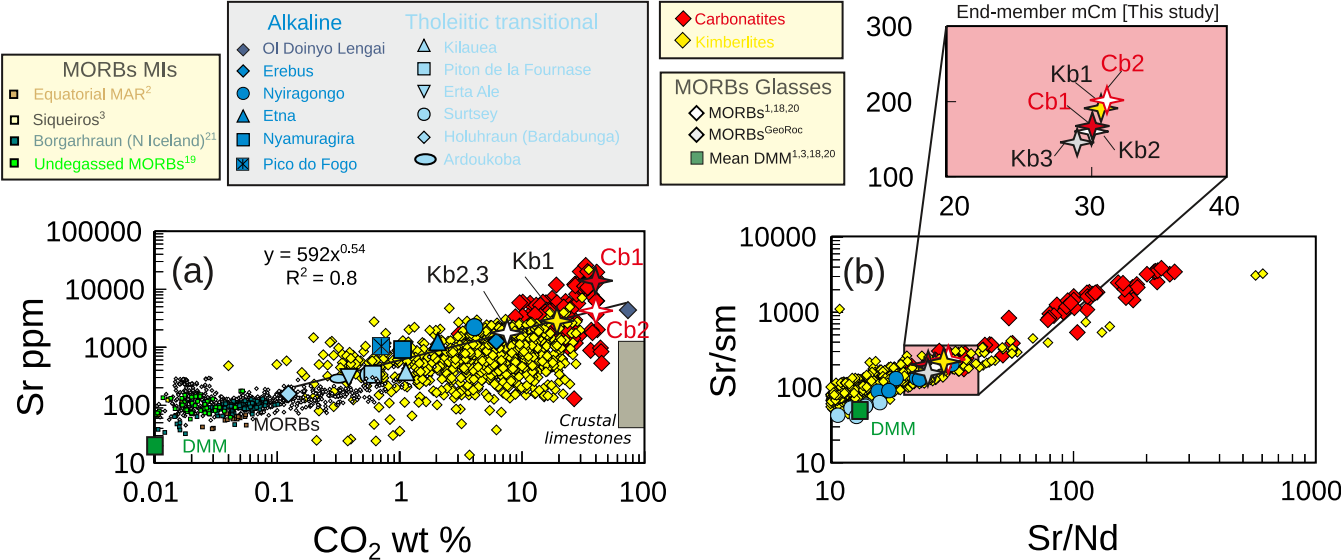 MORBs MIs
Equatorial MAR2
Siqueiros3
Borgarhraun (N Iceland)21
Undegassed MORBs19
Alkaline
Ol Doinyo Lengai
Erebus
Nyiragongo
Etna
Nyamuragira
Pico do Fogo
Tholeiitic transitional
Kilauea
Piton de la Fournase
Erta Ale
Surtsey
Holuhraun (Bardabunga)
Ardoukoba
Carbonatites
Kimberlites
MORBs Glasses
MORBs1,18,20
MORBsGeoRoc
Mean DMM1,3,18,20
End-member mCm [This study]
300
200
100
20
30
40
Kb1
Cb2
Cb1
Kb3
Kb2
(a)
y = 592x0.54
R2 = 0.8
Kb2,3
Kb1
Cb1
Cb2
MORBs
DMM
Crustal
limestones
100000
10000
1000
100
10
0.01
0.1
1
10
100
Sr ppm
CO2 wt %
(b)
10000
1000
100
10
10
100
1000
DMM
Sr/sm
Sr/Nd